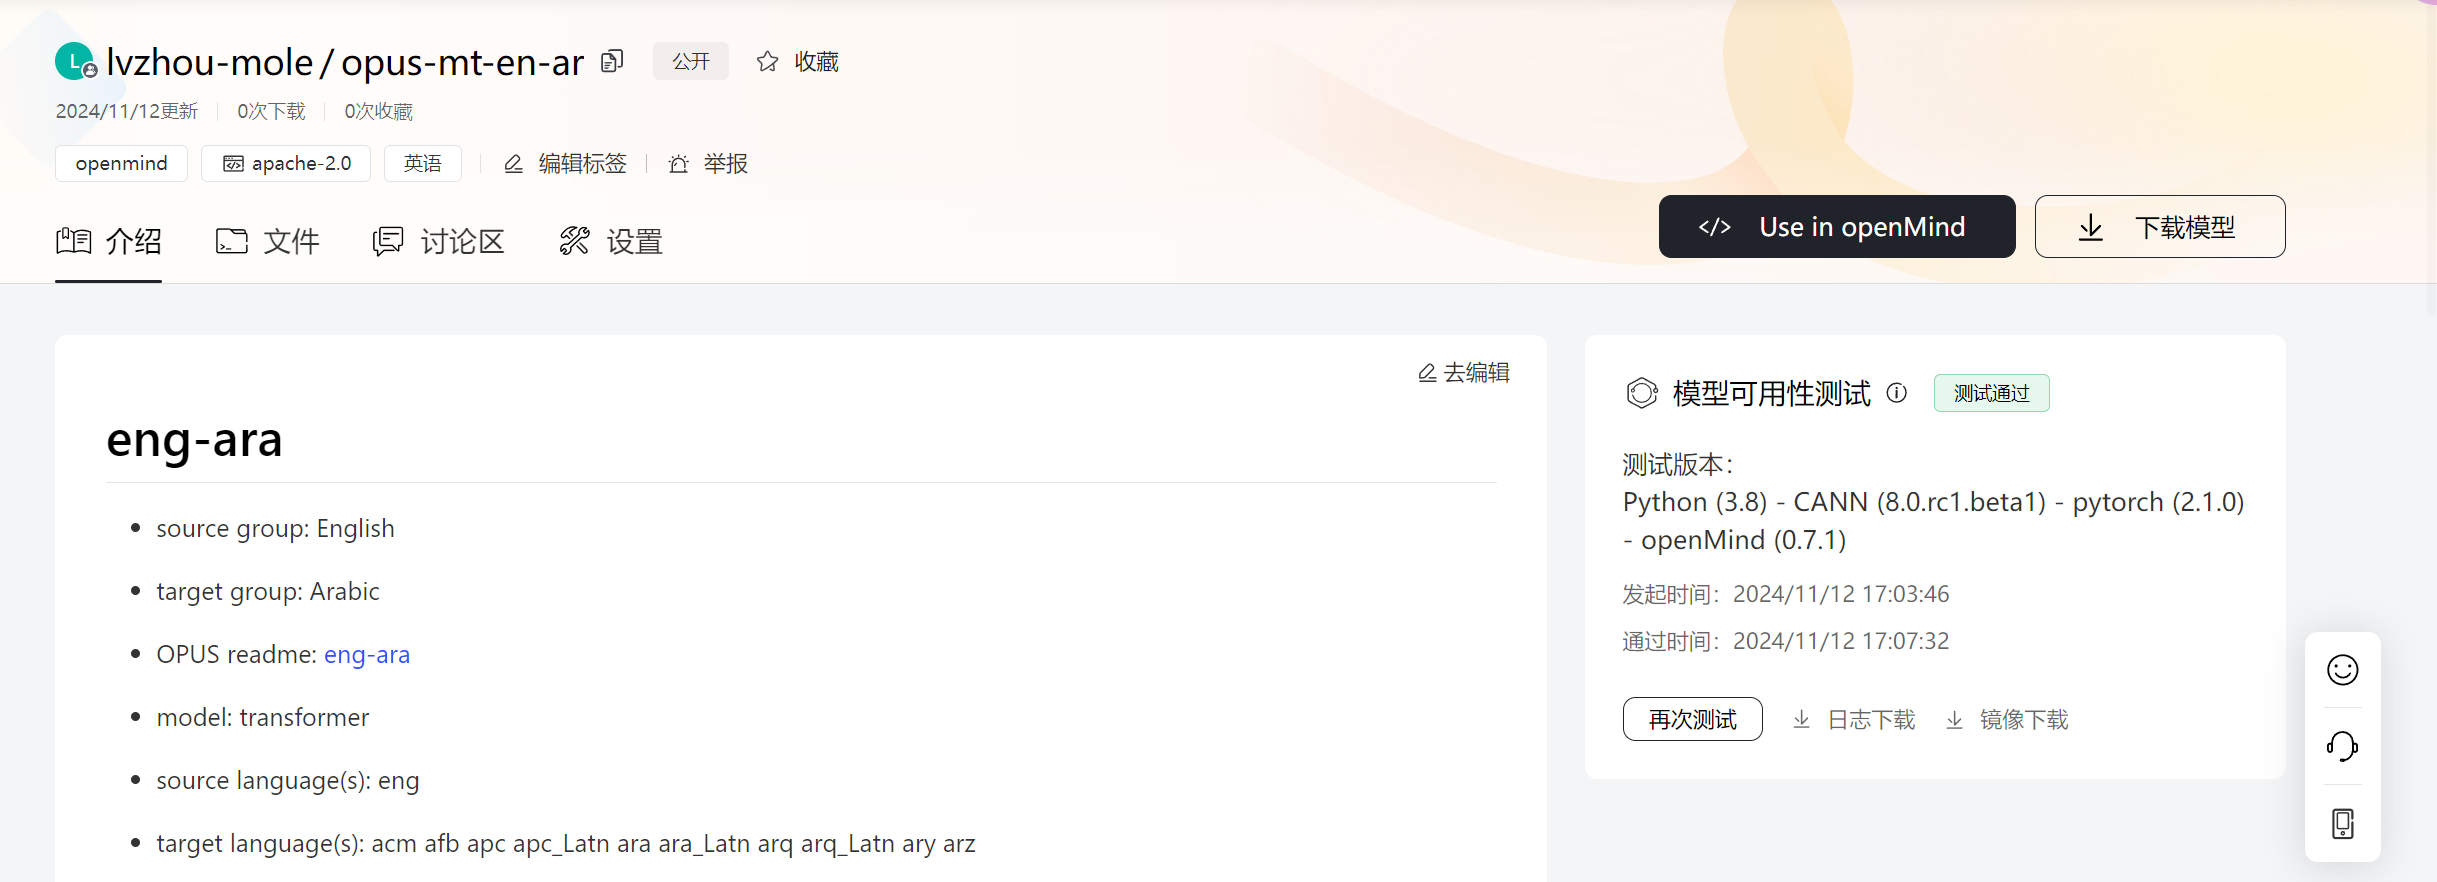 L lvzhou-mole / opus-mt-en-ar 公开 收藏
2024/11/12更新 0次下载 0次收藏
openmind apache-2.0 英语 编辑标签 举报
介绍 文件 讨论区 设置
</> Use in openMind 下载模型
去编辑
eng-ara
source group: English
target group: Arabic
OPUS readme: eng-ara
model: transformer
source language(s): eng
target language(s): acm afb apc apc_Latn ara ara_Latn arq arq_Latn ary arz
模型可用性测试 测试通过
测试版本：
Python (3.8) - CANN (8.0.rc1.beta1) - pytorch (2.1.0)
- openMind (0.7.1)
发起时间：2024/11/12 17:03:46
通过时间：2024/11/12 17:07:32
再次测试 日志下载 镜像下载